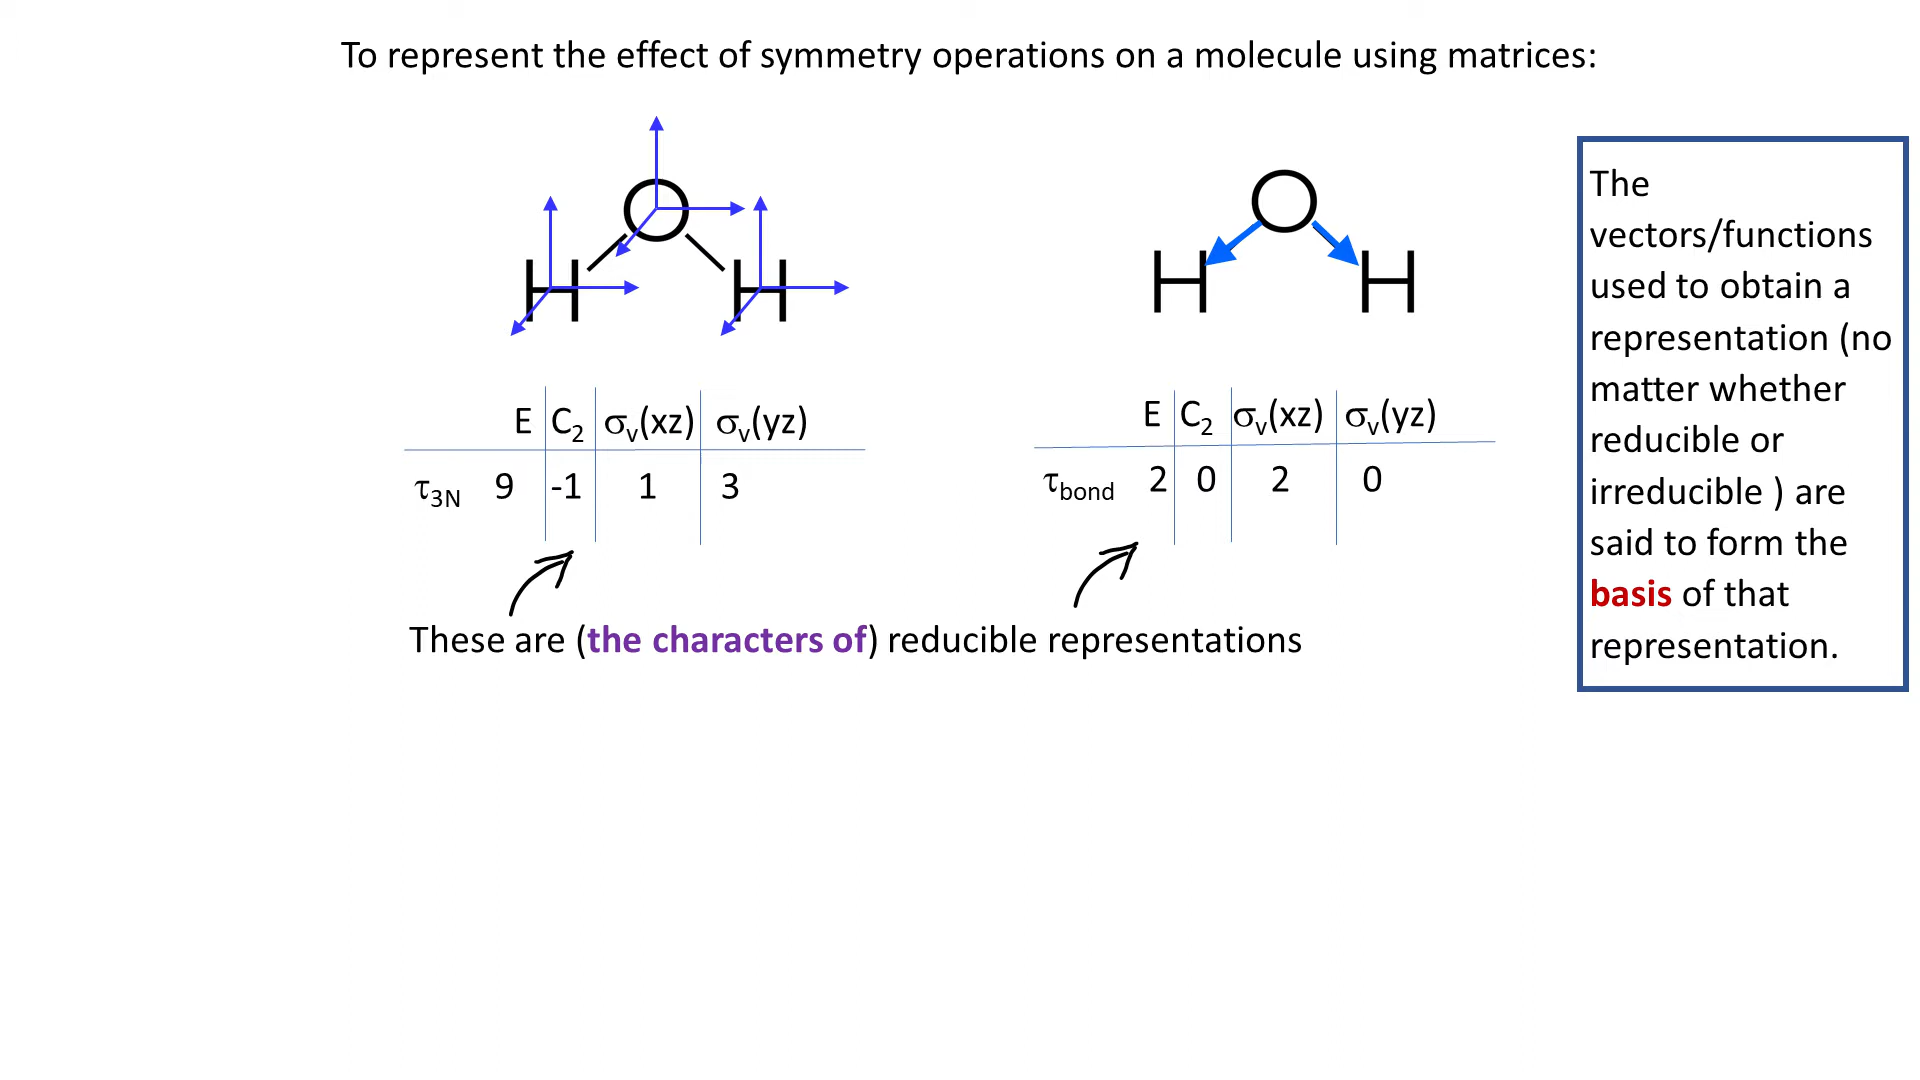 To represent the effect of symmetry operations on a molecule using matrices:
O
H H
O
H H
E C₂ σᵥ(xz) σᵥ(yz)
τ₃N 9 -1 1 3
E C₂ σᵥ(xz) σᵥ(yz)
τbond 2 0 2 0
These are (the characters of) reducible representations
The
vectors/functions
used to obtain a
representation (no
matter whether
reducible or
irreducible ) are
said to form the
basis of that
representation.